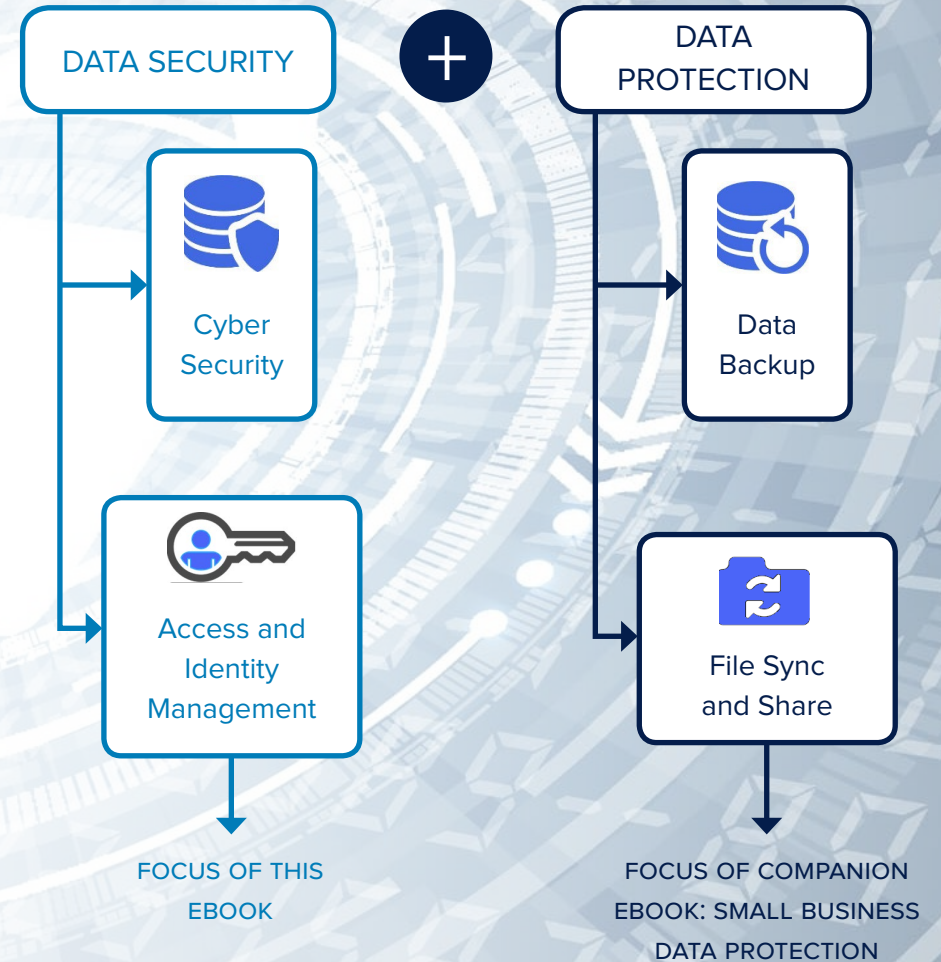 DATA SECURITY
+
DATA
PROTECTION
Cyber
Security
Data
Backup
Access and
Identity
Management
File Sync
and Share
FOCUS OF THIS
EBOOK
FOCUS OF COMPANION
EBOOK: SMALL BUSINESS
DATA PROTECTION